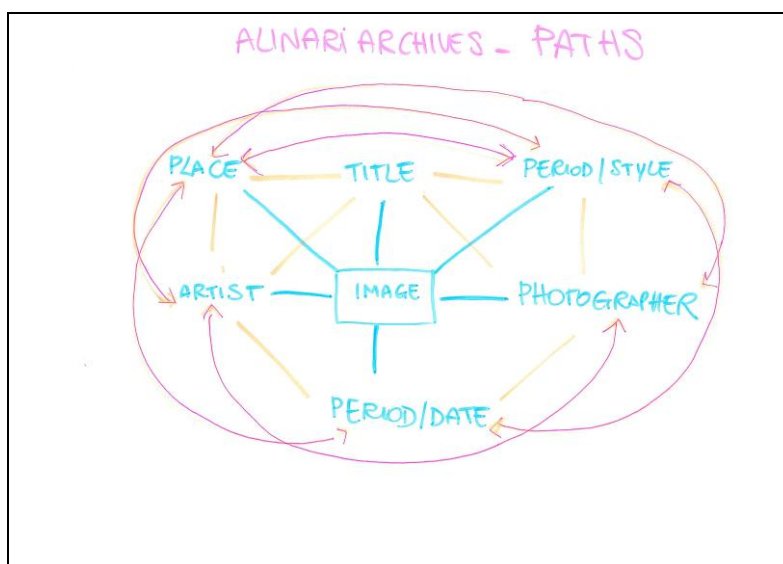 ALINARI ARCHIVES - PATHS
PLACE TITLE PERIOD/STYLE
ARTIST IMAGE PHOTOGRAPHER
PERIOD/DATE